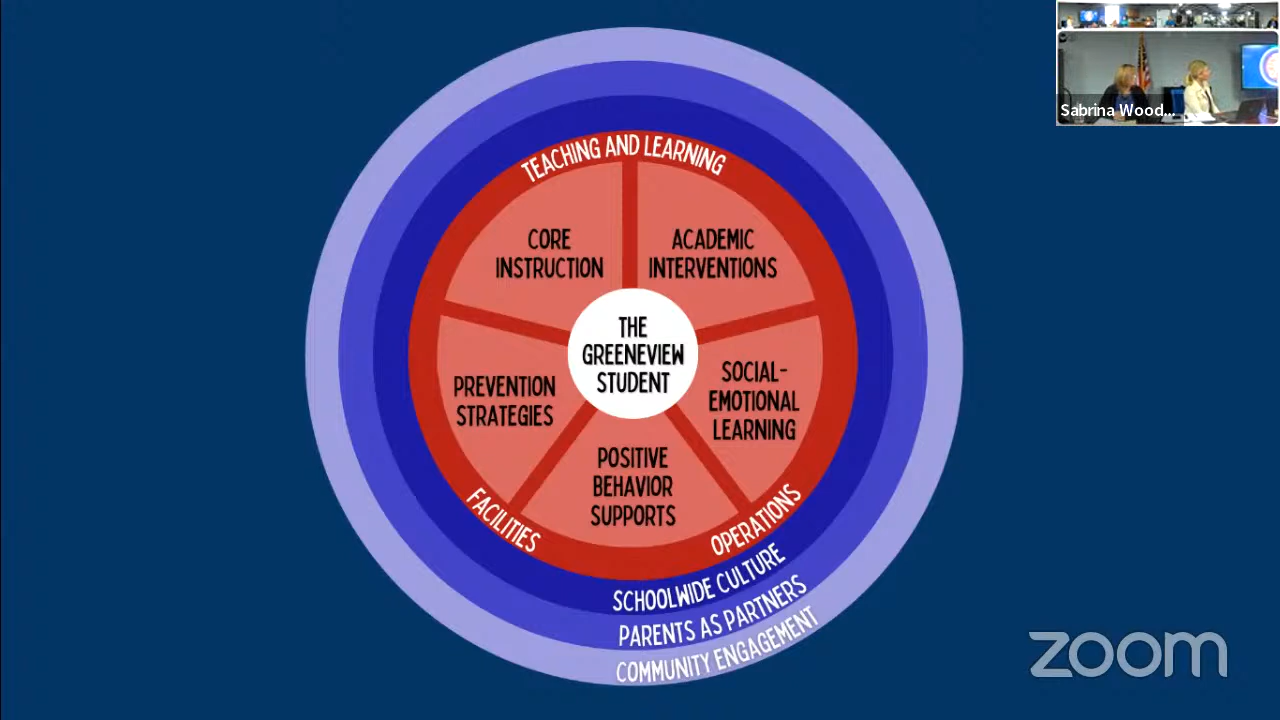 Sabrina Wood...
TEACHING AND LEARNING
CORE
INSTRUCTION
ACADEMIC
INTERVENTIONS
THE
GREENEVIEW
STUDENT
PREVENTION
STRATEGIES
SOCIAL-
EMOTIONAL
LEARNING
POSITIVE
BEHAVIOR
SUPPORTS
FACILITIES
OPERATIONS
SCHOOLWIDE CULTURE
PARENTS AS PARTNERS
COMMUNITY ENGAGEMENT
zoom